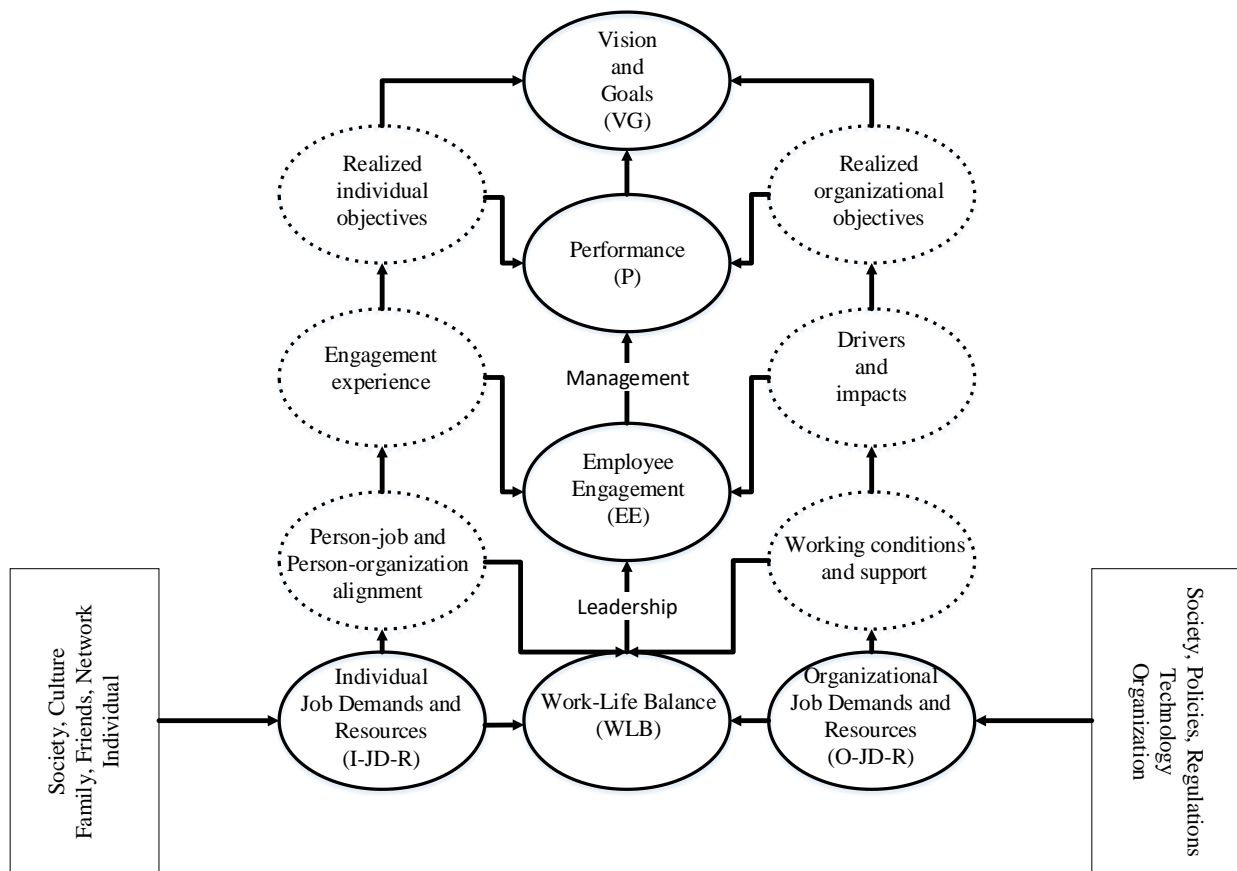 Vision
and
Goals
(VG)
Realized
individual
objectives
Realized
organizational
objectives
Performance
(P)
Engagement
experience
Management
Drivers
and
impacts
Employee
Engagement
(EE)
Person-job and
Person-organization
alignment
Leadership
Working conditions
and support
Society, Culture
Family, Friends, Network
Individual
Individual
Job Demands and
Resources
(I-JD-R)
Work-Life Balance
(WLB)
Organizational
Job Demands and
Resources
(O-JD-R)
Society, Policies, Regulations
Technology
Organization